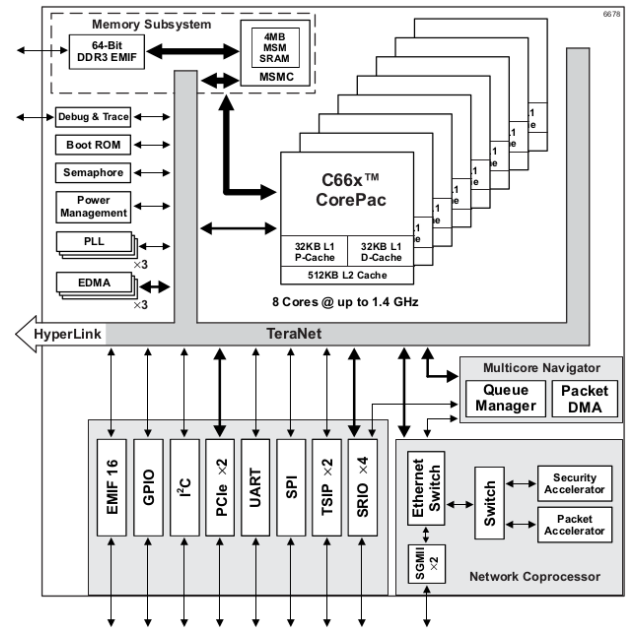 6678
Memory Subsystem
64-Bit
DDR3 EMIF
4MB
MSM
SRAM
MSMC
Debug & Trace
Boot ROM
Semaphore
Power
Management
PLL
×3
EDMA
×3
C66x™
CorePac
32KB L1
P-Cache
32KB L1
D-Cache
512KB L2 Cache
8 Cores @ up to 1.4 GHz
HyperLink
TeraNet
Multicore Navigator
Queue
Manager
Packet
DMA
EMIF 16
GPIO
I²C
PCIe ×2
UART
SPI
TSIP ×2
SRIO ×4
Ethernet
Switch
SGMII
×2
Switch
Security
Accelerator
Packet
Accelerator
Network Coprocessor